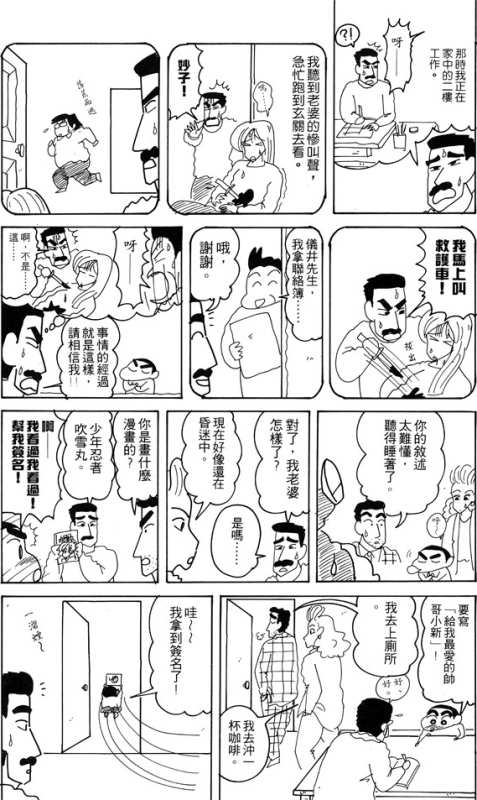 那時我正在
家中的二樓
工作。
呀
?!
我聽到老婆的慘叫聲，
急忙跑到玄關去看。
妙子！
我馬上叫
救護車！
拔出
儀井先生，
我拿聯絡簿……
哦，
謝謝。
呀
啊，不是，
這……
事情的經過
就是這樣，
請相信我！！
你的敘述
太難懂，
聽得睡著了。
對了，我老婆
怎樣了？
現在好像還在
昏迷中。
是嗎……
你是畫什麼
漫畫的？
少年忍者
吹雪丸。
啊——
我看過我看過！
幫我簽名！
要寫
「給我最愛的帥
哥小新」！
好、
好。
我去上廁所
。
我去沖一
杯咖啡。
哇～～
我拿到簽名了！
一溜煙